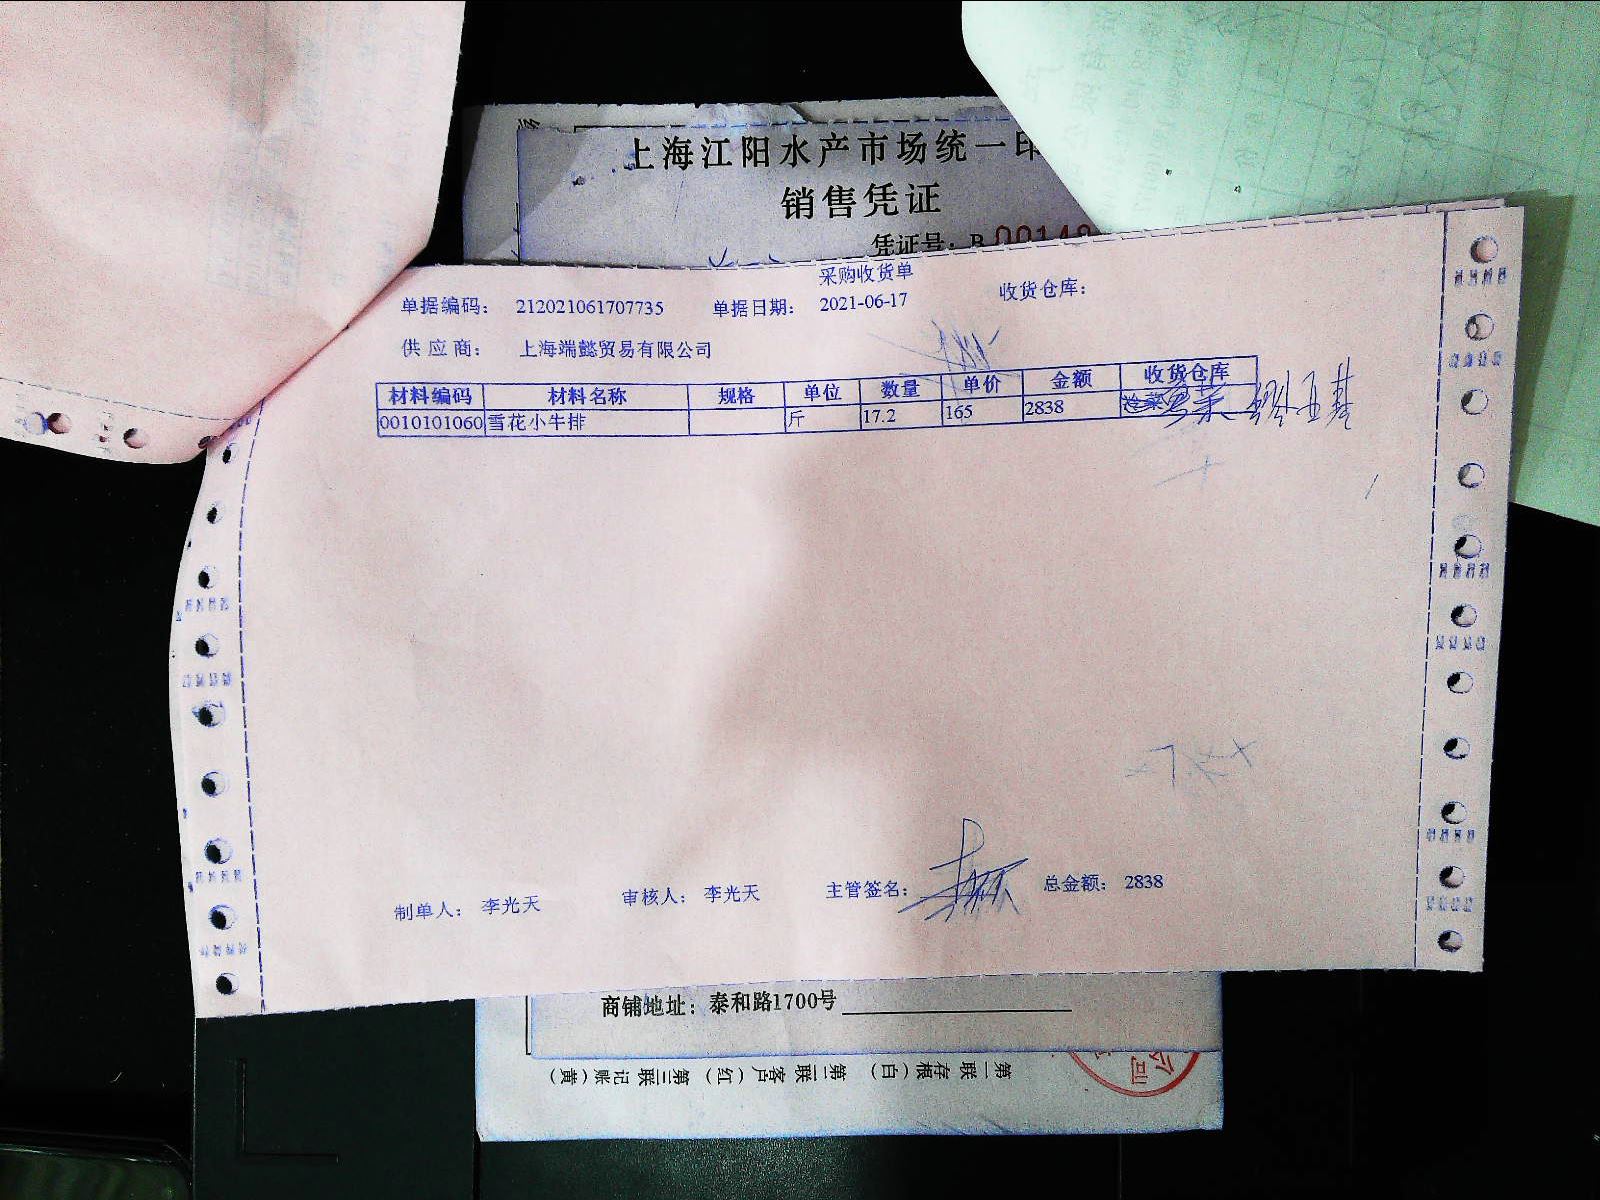 上海江阳水产市场统一印
销售凭证
凭证号：B 00148
采购收货单
单据编码： 212021061707735 单据日期： 2021-06-17 收货仓库：
供应商： 上海端懿贸易有限公司
材料编码 材料名称 规格 单位 数量 单价 金额 收货仓库
0010101060 雪花小牛排 斤 17.2 165 2838
制单人： 李光天 审核人： 李光天 主管签名： 总金额： 2838
商铺地址：泰和路1700号
第一联 存根（白） 第二联 客户（红） 第三联 记账（黄）
公司